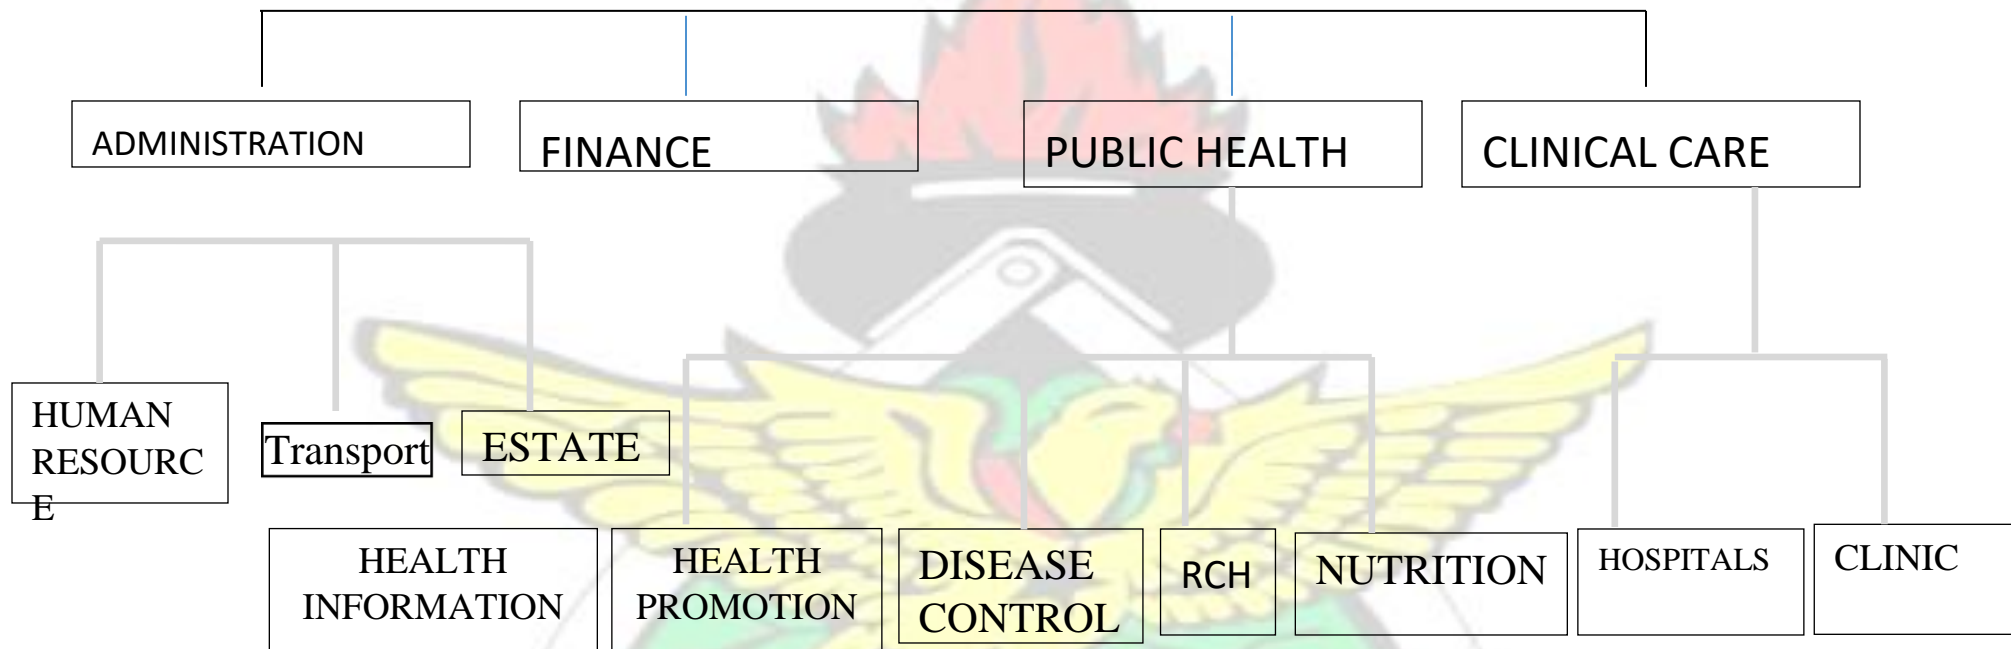 ADMINISTRATION
FINANCE
PUBLIC HEALTH
CLINICAL CARE
HUMAN
RESOURC
E
Transport
ESTATE
HEALTH
INFORMATION
HEALTH
PROMOTION
DISEASE
CONTROL
RCH
NUTRITION
HOSPITALS
CLINIC